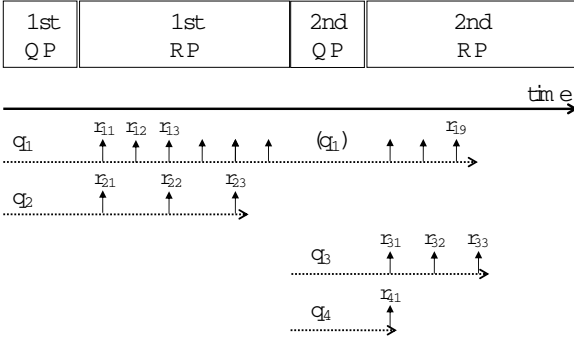 1st 1st 2nd 2nd
QP RP QP RP
time
q1 r11 r12 r13 (q1) r19
q2 r21 r22 r23
q3 r31 r32 r33
q4 r41